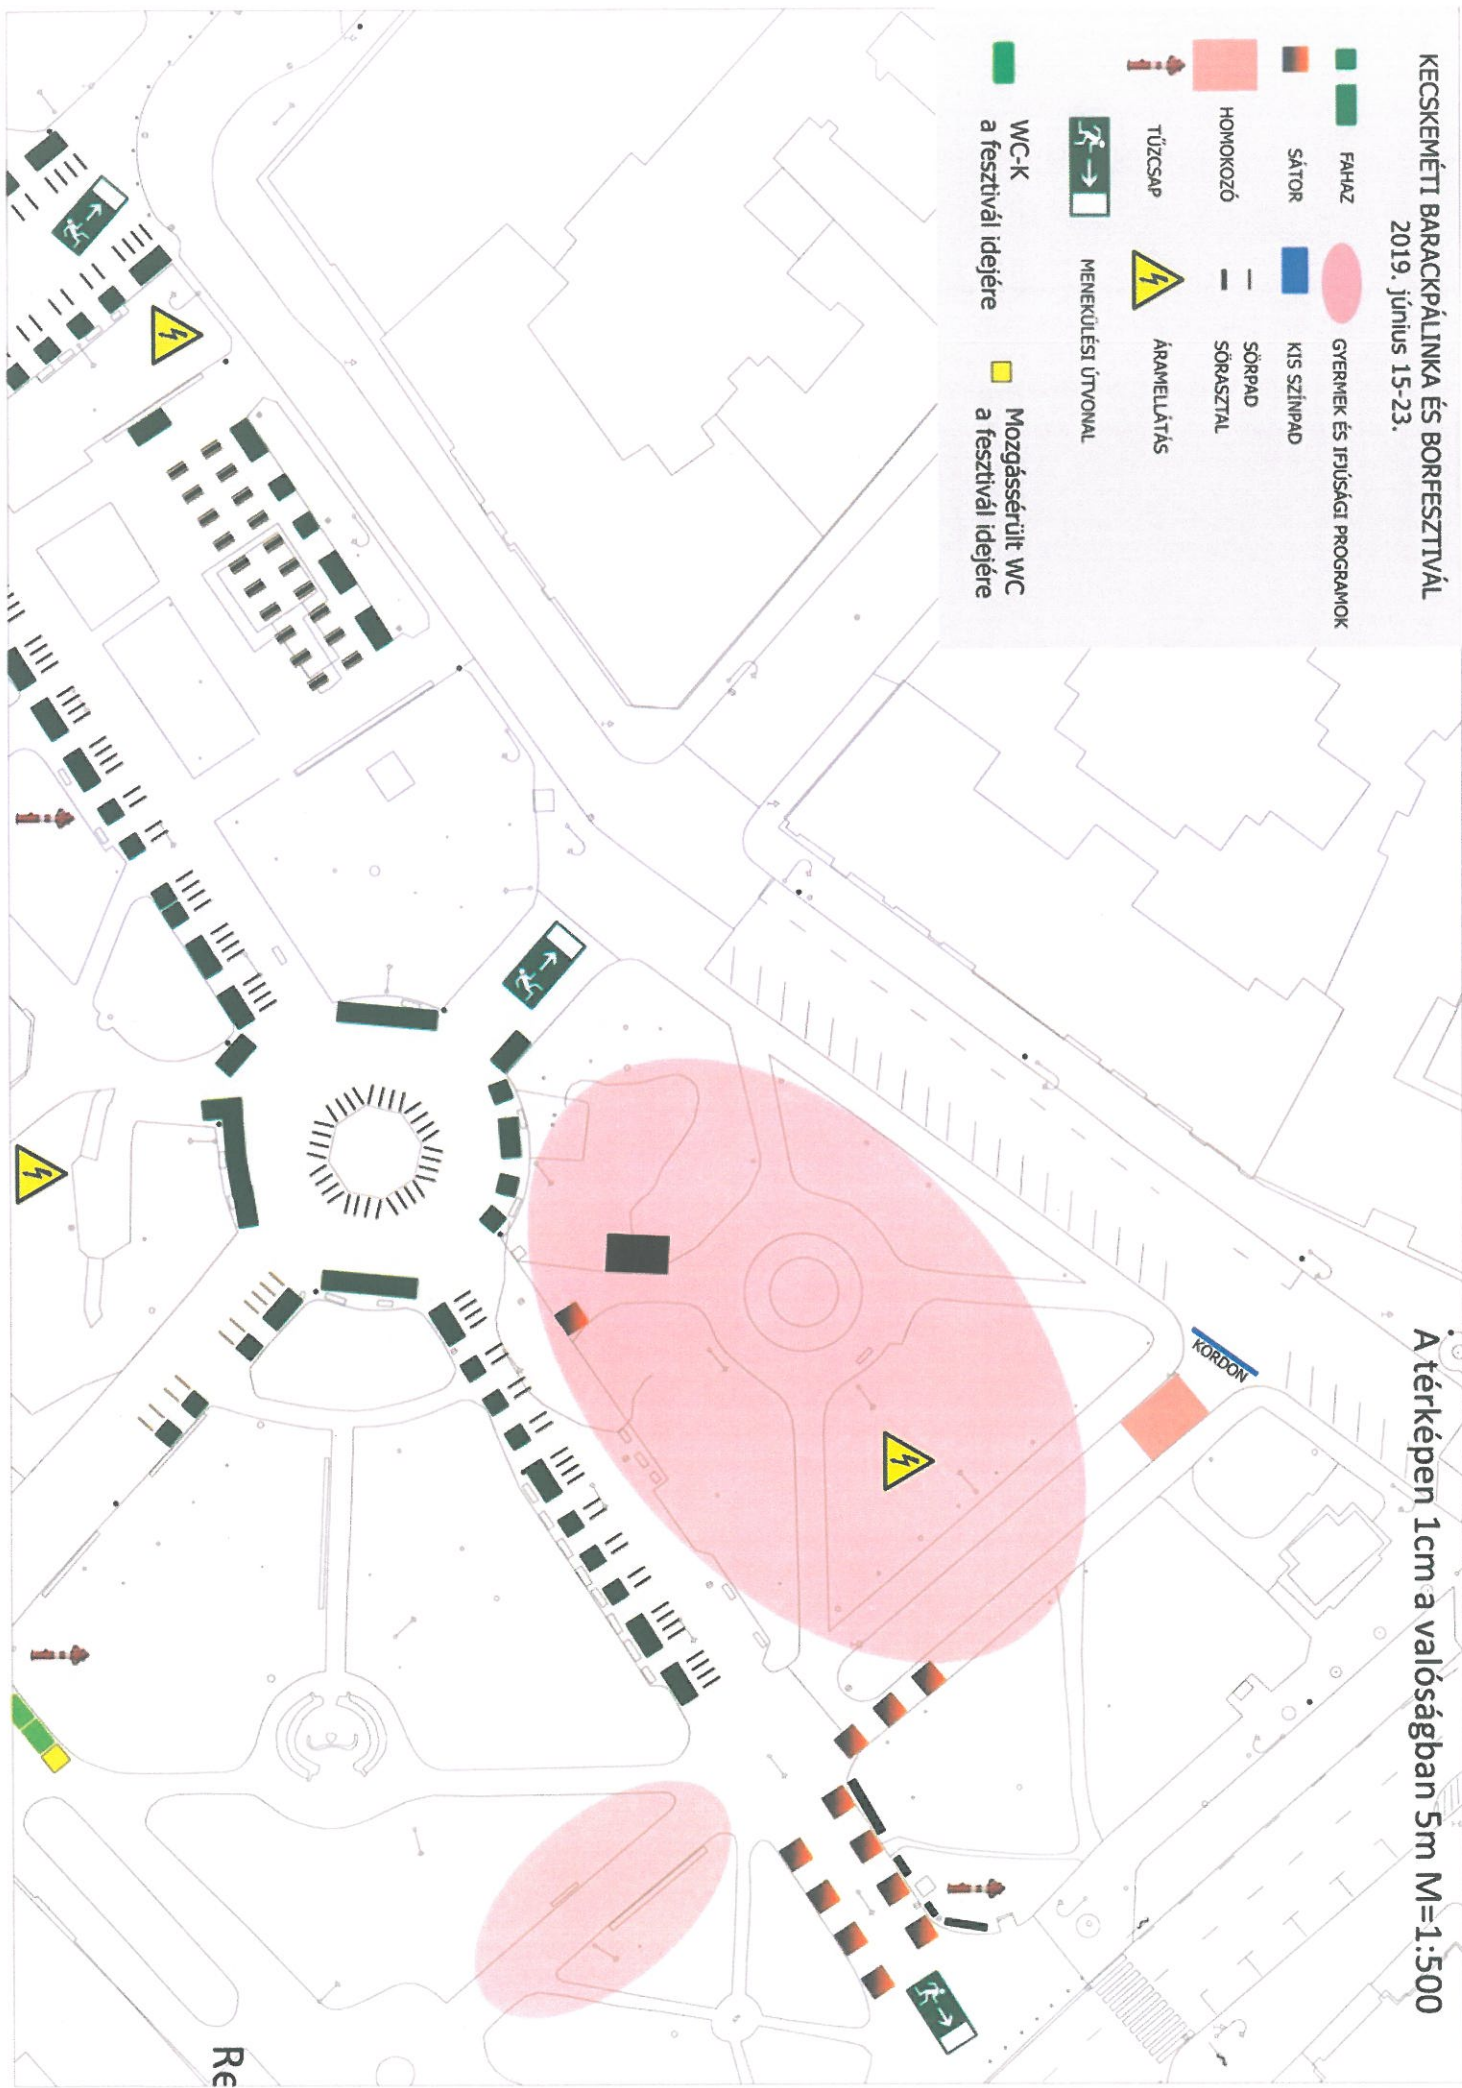 KECSKEMÉTI BARACKPÁLINKA ÉS BORFESZTIVÁL
2019. június 15-23.
FAHAZ
GYERMEK ÉS IFJÚSÁGI PROGRAMOK
SÁTOR
KIS SZÍNPAD
HOMOKOZÓ
SÖRPAD
SÖRASZTAL
TŰZCSAP
ÁRAMELLÁTÁS
MENEKÜLÉSI ÚTVONAL
WC-K
a fesztivál idejére
Mozgássérült WC
a fesztivál idejére
A térképen 1cm a valóságban 5m M=1:500
KORDON
Re